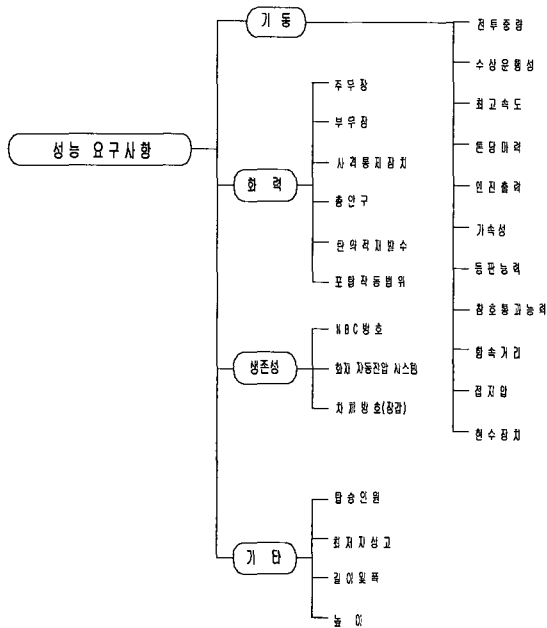 성능 요구사항
기 동
전투중량
수상운행성
최고속도
톤당마력
엔진출력
가속성
등판능력
참호통과능력
항속거리
접지압
현수장치
화 력
주무장
부무장
사격통제장치
총안구
탄약적재발수
포탑작동범위
생존성
NBC방호
화재 자동진압 시스템
차체방호(장갑)
기 타
탑승인원
최저지상고
길이및폭
높 이